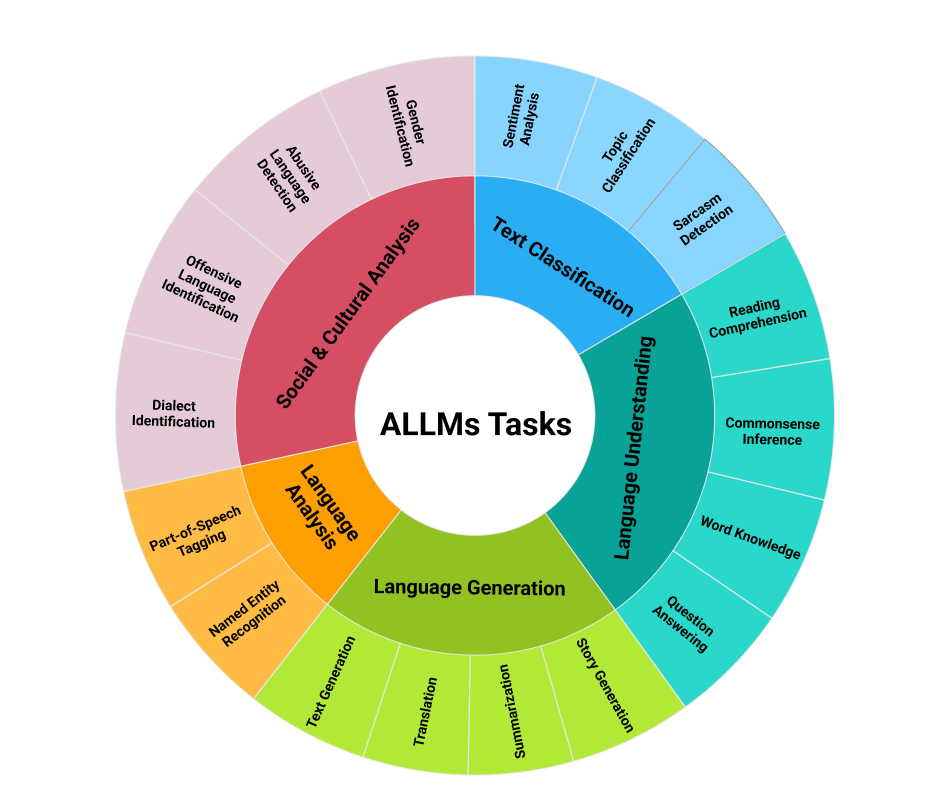 ALLMs Tasks
Text Classification
Sentiment
Analysis
Topic
Classification
Sarcasm
Detection
Language Understanding
Reading
Comprehension
Commonsense
Inference
Word Knowledge
Question
Answering
Language Generation
Story Generation
Summarization
Translation
Text Generation
Language
Analysis
Named Entity
Recognition
Part-of-Speech
Tagging
Social & Cultural Analysis
Dialect
Identification
Offensive
Language
Identification
Abusive
Language
Detection
Gender
Identification